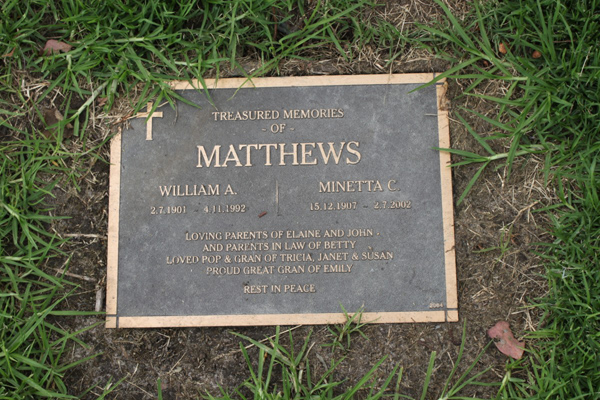 TREASURED MEMORIES
- OF -
MATTHEWS
WILLIAM A. MINETTA C.
2.7.1901 - 4.11.1992 15.12.1907 - 2.7.2002
LOVING PARENTS OF ELAINE AND JOHN
AND PARENTS IN LAW OF BETTY
LOVED POP & GRAN OF TRICIA, JANET & SUSAN
PROUD GREAT GRAN OF EMILY
REST IN PEACE